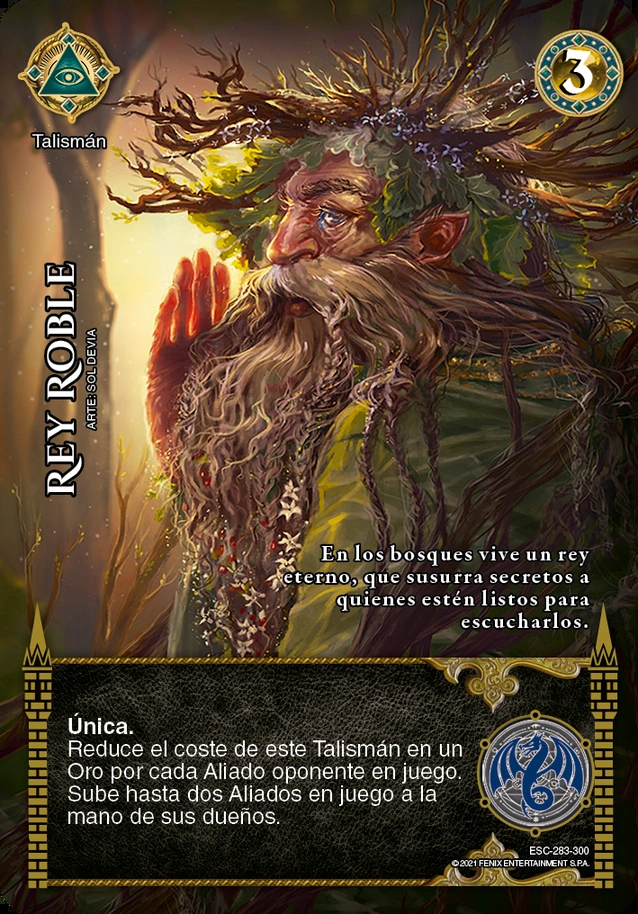 3
Talismán
REY ROBLE
ARTE: SOL DEVIA
En los bosques vive un rey
eterno, que susurra secretos a
quienes estén listos para
escucharlos.
Única.
Reduce el coste de este Talismán en un
Oro por cada Aliado oponente en juego.
Sube hasta dos Aliados en juego a la
mano de sus dueños.
ESC-283-300
©2021 FENIX ENTERTAINMENT S.P.A.